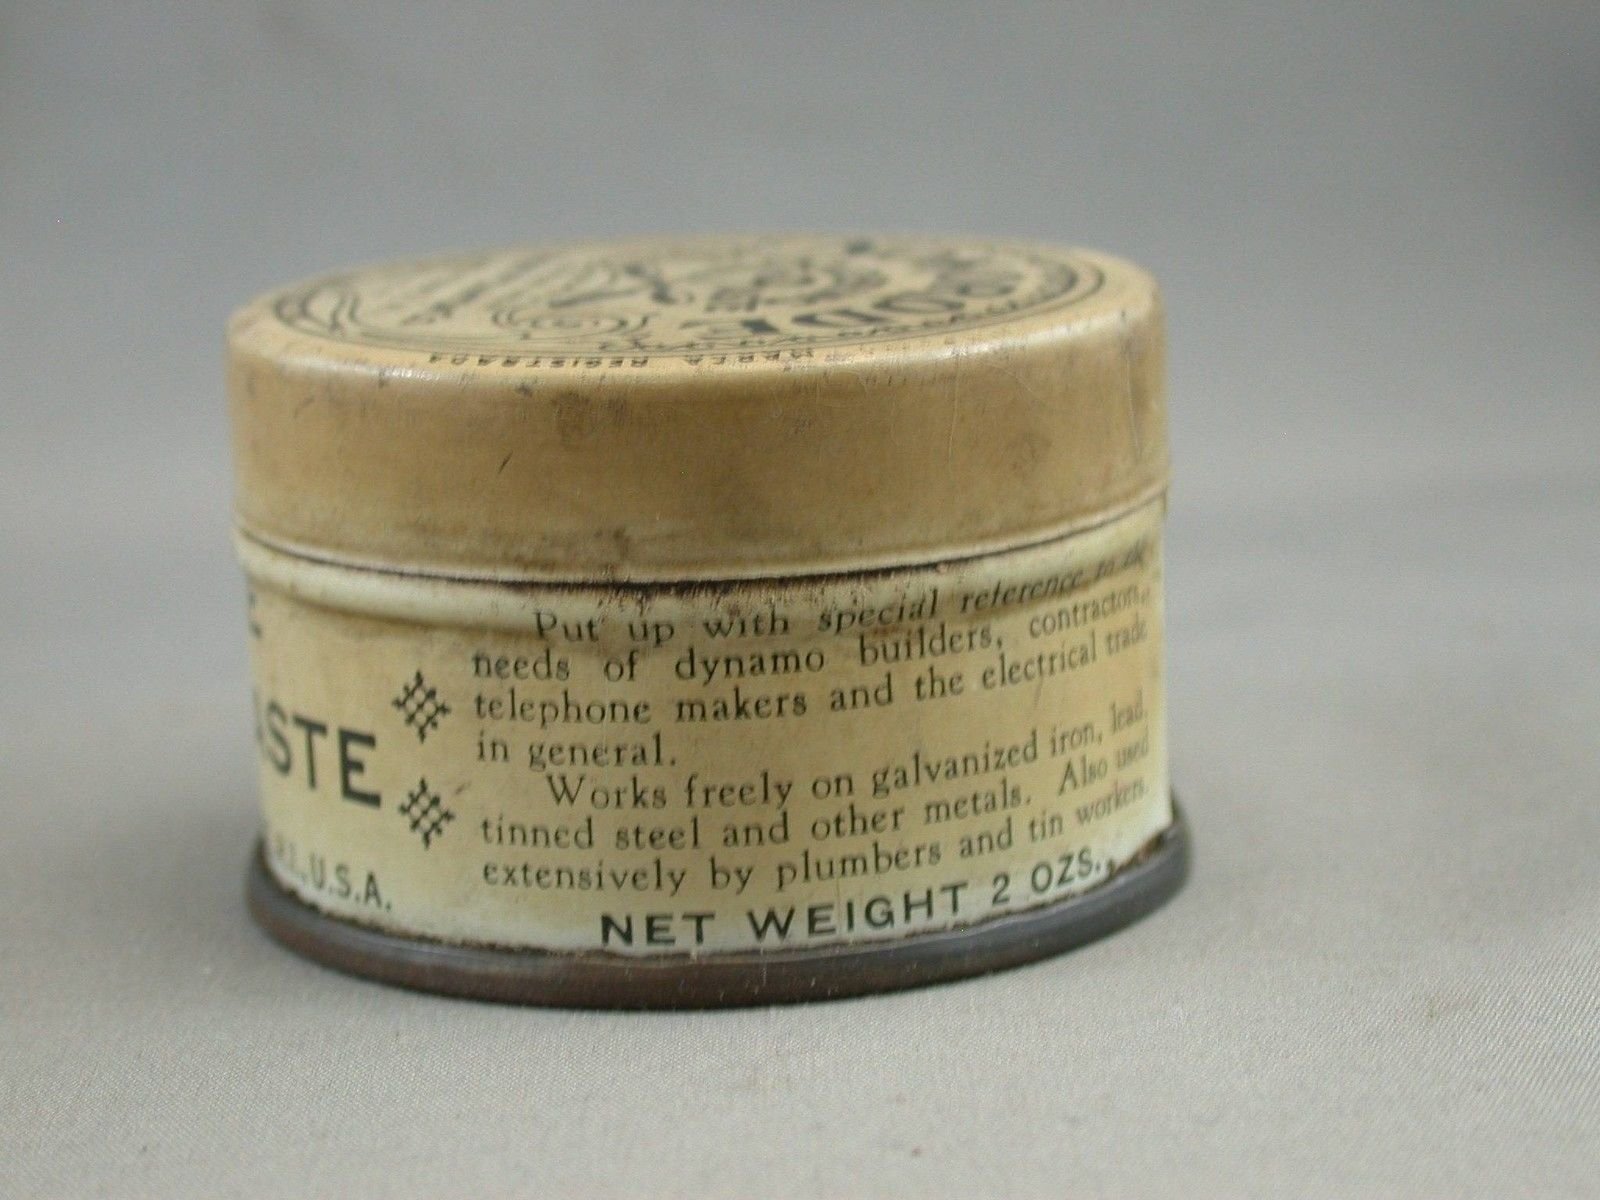 MARCA REGISTRADA
Put up with special reference to the
needs of dynamo builders, contractors,
telephone makers and the electrical trade
in general.
Works freely on galvanized iron, lead,
tinned steel and other metals. Also used
extensively by plumbers and tin workers.
NET WEIGHT 2 OZS.
ASTE
U.S.A.